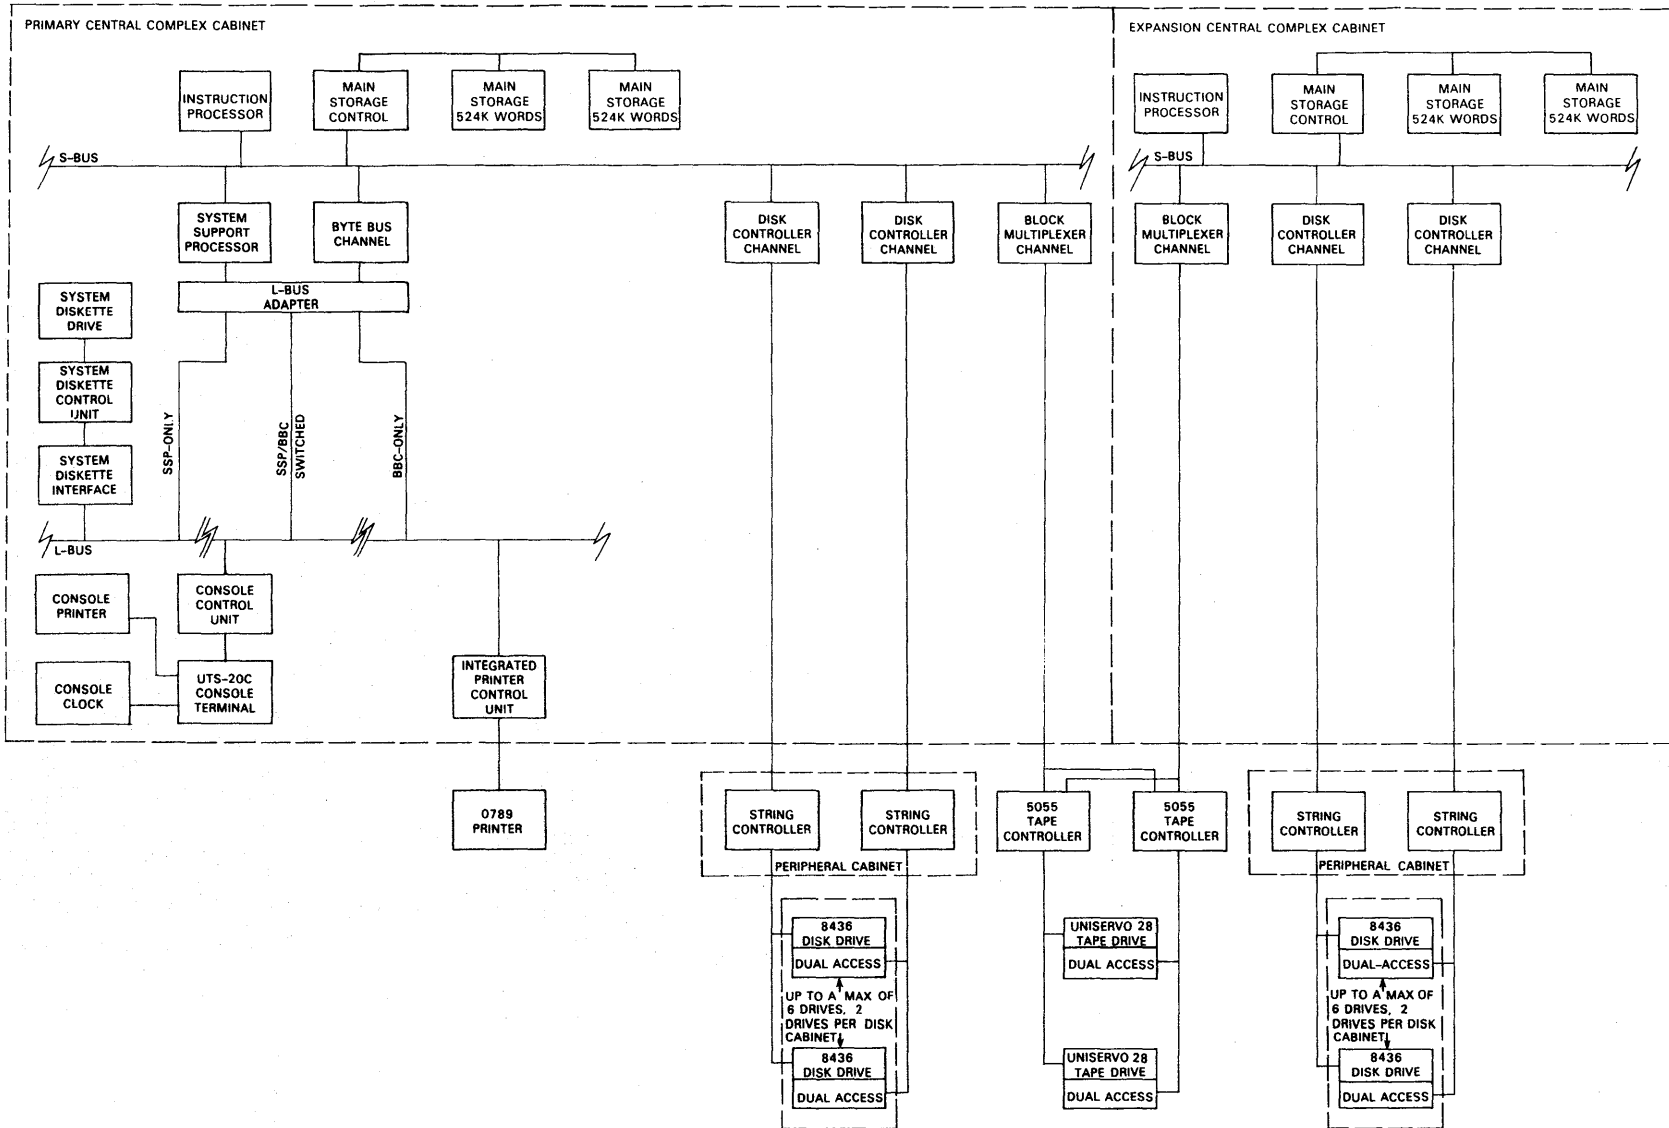 PRIMARY CENTRAL COMPLEX CABINET
EXPANSION CENTRAL COMPLEX CABINET
INSTRUCTION
PROCESSOR
MAIN
STORAGE
CONTROL
MAIN
STORAGE
524K WORDS
MAIN
STORAGE
524K WORDS
INSTRUCTION
PROCESSOR
MAIN
STORAGE
CONTROL
MAIN
STORAGE
524K WORDS
MAIN
STORAGE
524K WORDS
S-BUS
S-BUS
SYSTEM
SUPPORT
PROCESSOR
BYTE BUS
CHANNEL
DISK
CONTROLLER
CHANNEL
DISK
CONTROLLER
CHANNEL
BLOCK
MULTIPLEXER
CHANNEL
BLOCK
MULTIPLEXER
CHANNEL
DISK
CONTROLLER
CHANNEL
DISK
CONTROLLER
CHANNEL
L-BUS
ADAPTER
SYSTEM
DISKETTE
DRIVE
SYSTEM
DISKETTE
CONTROL
UNIT
SYSTEM
DISKETTE
INTERFACE
SSP-ONLY
SSP/BBC
SWITCHED
BBC-ONLY
L-BUS
CONSOLE
PRINTER
CONSOLE
CONTROL
UNIT
CONSOLE
CLOCK
UTS-20C
CONSOLE
TERMINAL
INTEGRATED
PRINTER
CONTROL
UNIT
0789
PRINTER
STRING
CONTROLLER
STRING
CONTROLLER
PERIPHERAL CABINET
5055
TAPE
CONTROLLER
5055
TAPE
CONTROLLER
STRING
CONTROLLER
STRING
CONTROLLER
PERIPHERAL CABINET
8436
DISK DRIVE
DUAL ACCESS
UP TO A MAX OF
6 DRIVES, 2
DRIVES PER DISK
CABINET
8436
DISK DRIVE
DUAL ACCESS
UNISERVO 28
TAPE DRIVE
DUAL ACCESS
UNISERVO 28
TAPE DRIVE
DUAL ACCESS
8436
DISK DRIVE
DUAL-ACCESS
UP TO A MAX OF
6 DRIVES, 2
DRIVES PER DISK
CABINET
8436
DISK DRIVE
DUAL ACCESS